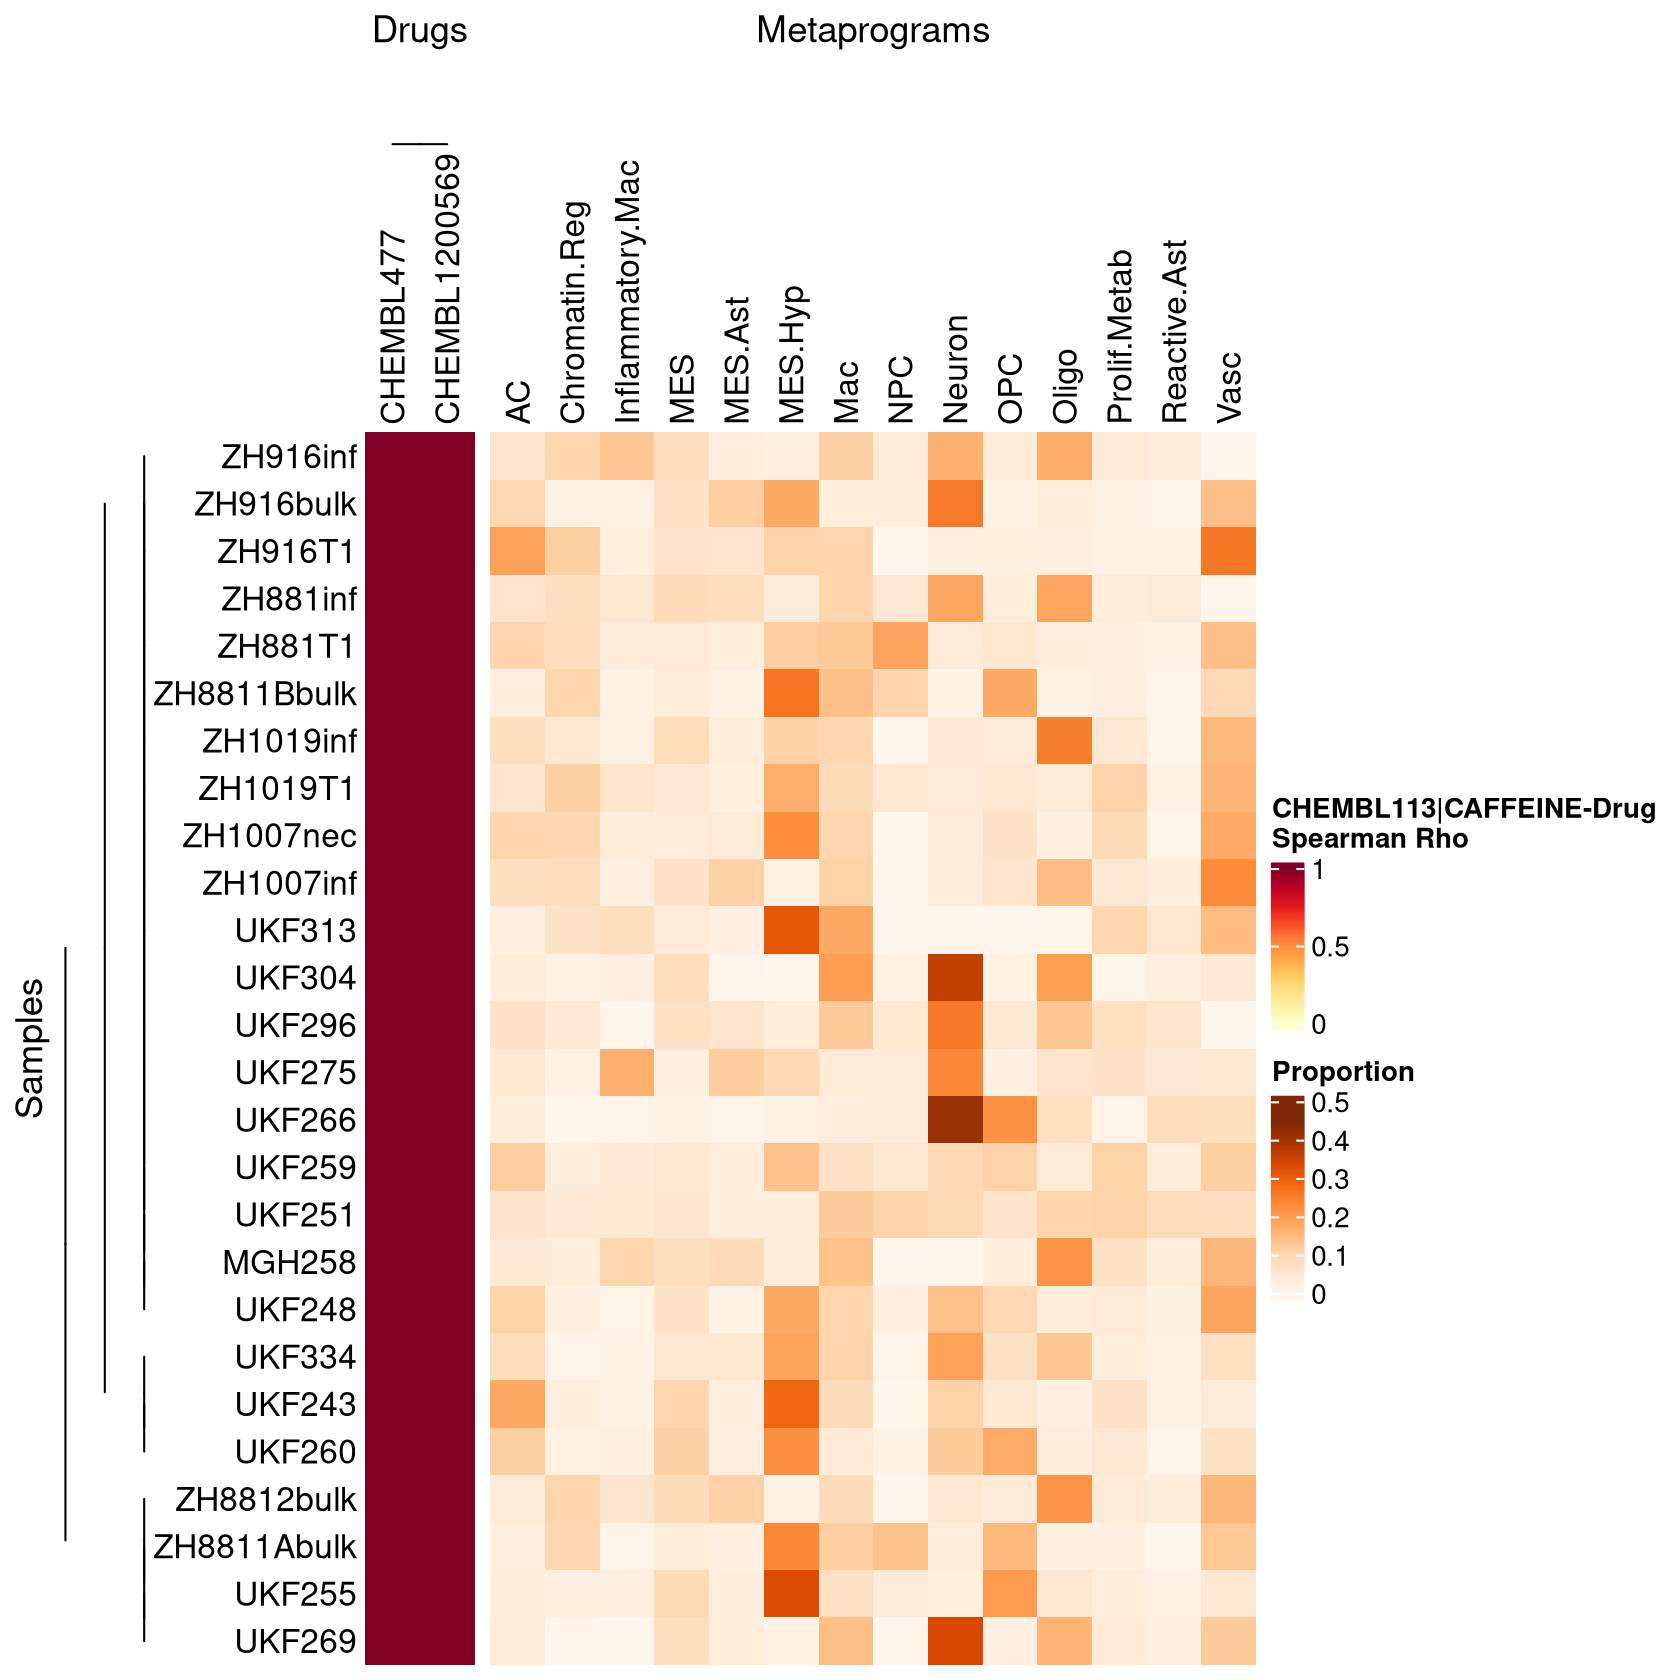 Drugs
Metaprograms
CHEMBL477
CHEMBL1200569
AC
Chromatin.Reg
Inflammatory.Mac
MES
MES.Ast
MES.Hyp
Mac
NPC
Neuron
OPC
Oligo
Prolif.Metab
Reactive.Ast
Vasc
Samples
ZH916inf
ZH916bulk
ZH916T1
ZH881inf
ZH881T1
ZH8811Bbulk
ZH1019inf
ZH1019T1
ZH1007nec
ZH1007inf
UKF313
UKF304
UKF296
UKF275
UKF266
UKF259
UKF251
MGH258
UKF248
UKF334
UKF243
UKF260
ZH8812bulk
ZH8811Abulk
UKF255
UKF269
CHEMBL113|CAFFEINE-Drug
Spearman Rho
1
0.5
0
Proportion
0.5
0.4
0.3
0.2
0.1
0